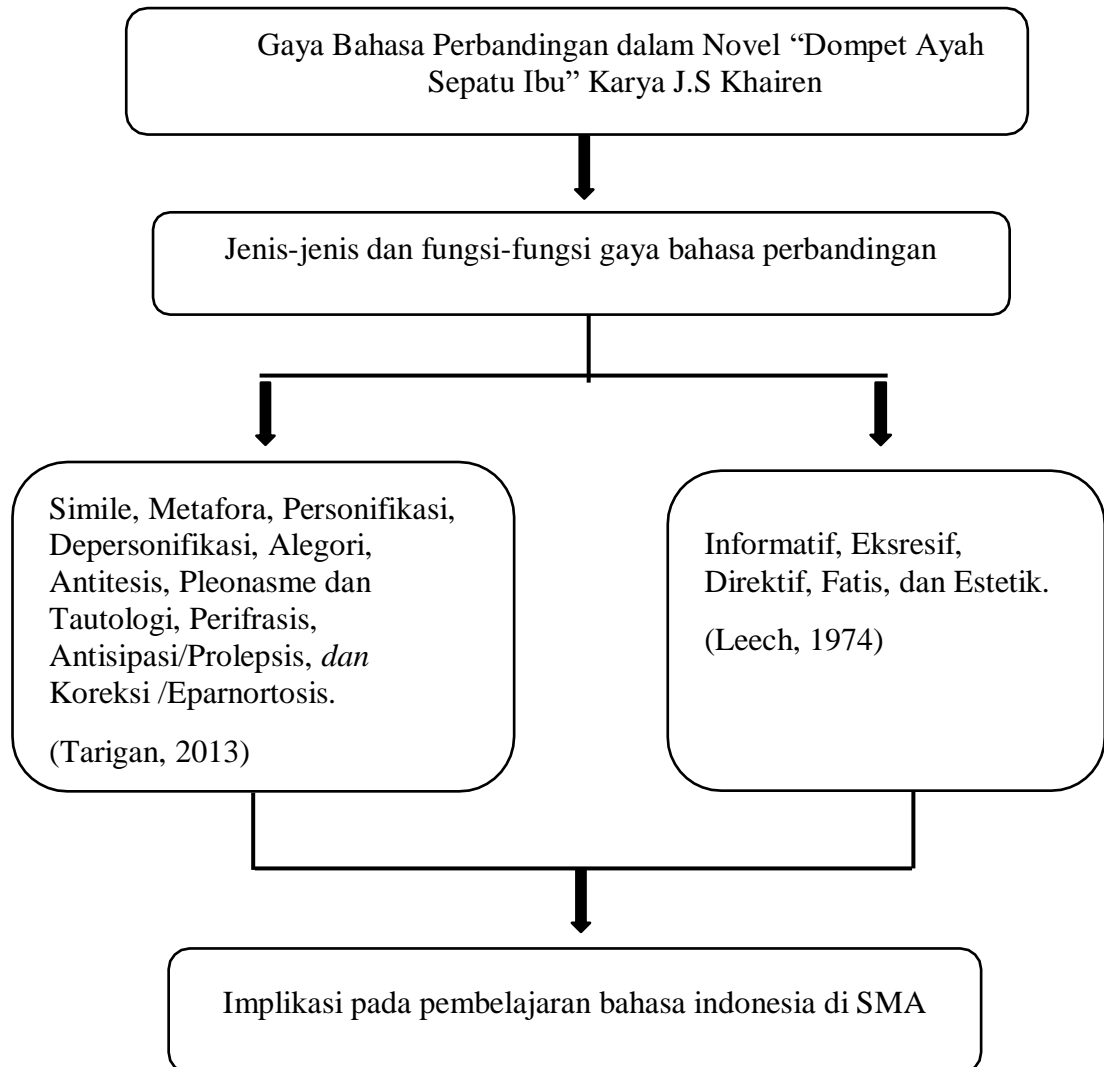 Gaya Bahasa Perbandingan dalam Novel “Dompet Ayah
Sepatu Ibu” Karya J.S Khairen
Jenis-jenis dan fungsi-fungsi gaya bahasa perbandingan
Simile, Metafora, Personifikasi,
Depersonifikasi, Alegori,
Antitesis, Pleonasme dan
Tautologi, Perifrasis,
Antisipasi/Prolepsis, dan
Koreksi /Eparnortosis.
(Tarigan, 2013)
Informatif, Eksresif,
Direktif, Fatis, dan Estetik.
(Leech, 1974)
Implikasi pada pembelajaran bahasa indonesia di SMA